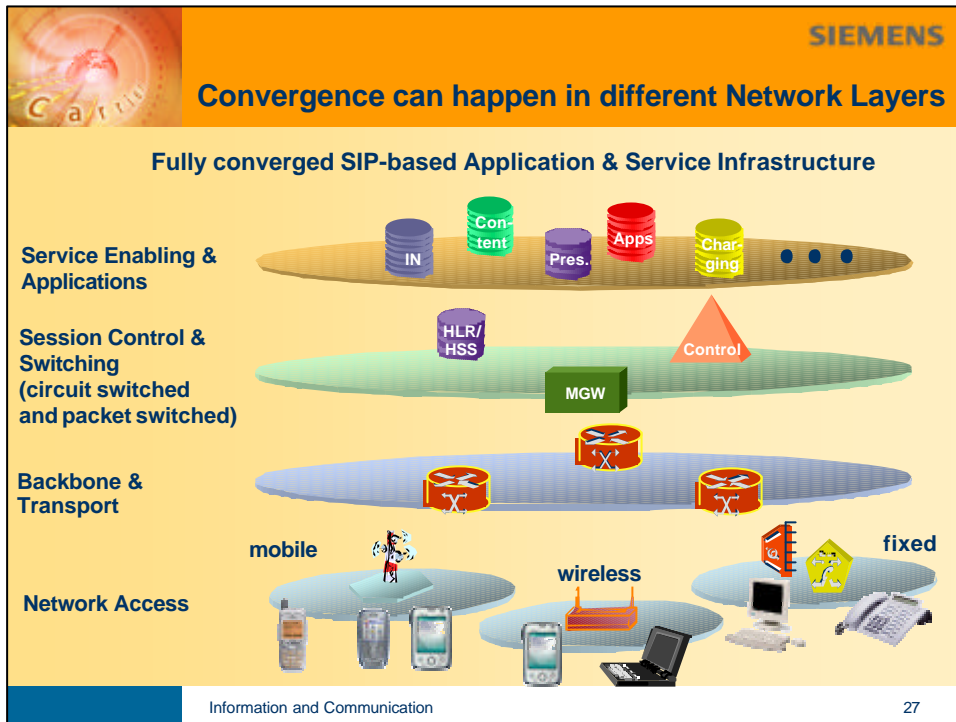 Carrie
SIEMENS
Convergence can happen in different Network Layers
Fully converged SIP-based Application & Service Infrastructure
Service Enabling &
Applications
IN
Con-
tent
Pres.
Apps
Char-
ging
Session Control &
Switching
(circuit switched
and packet switched)
HLR/
HSS
Control
MGW
Backbone &
Transport
mobile
wireless
fixed
Network Access
Information and Communication
27